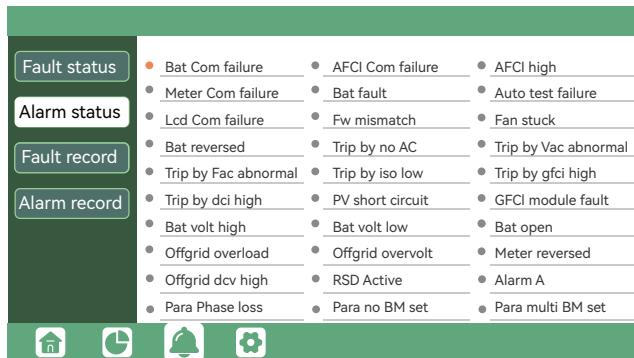 Fault status
Alarm status
Fault record
Alarm record
Bat Com failure AFCI Com failure AFCI high
Meter Com failure Bat fault Auto test failure
Lcd Com failure Fw mismatch Fan stuck
Bat reversed Trip by no AC Trip by Vac abnormal
Trip by Fac abnormal Trip by iso low Trip by gfci high
Trip by dci high PV short circuit GFCI module fault
Bat volt high Bat volt low Bat open
Offgrid overload Offgrid overvolt Meter reversed
Offgrid dcv high RSD Active Alarm A
Para Phase loss Para no BM set Para multi BM set